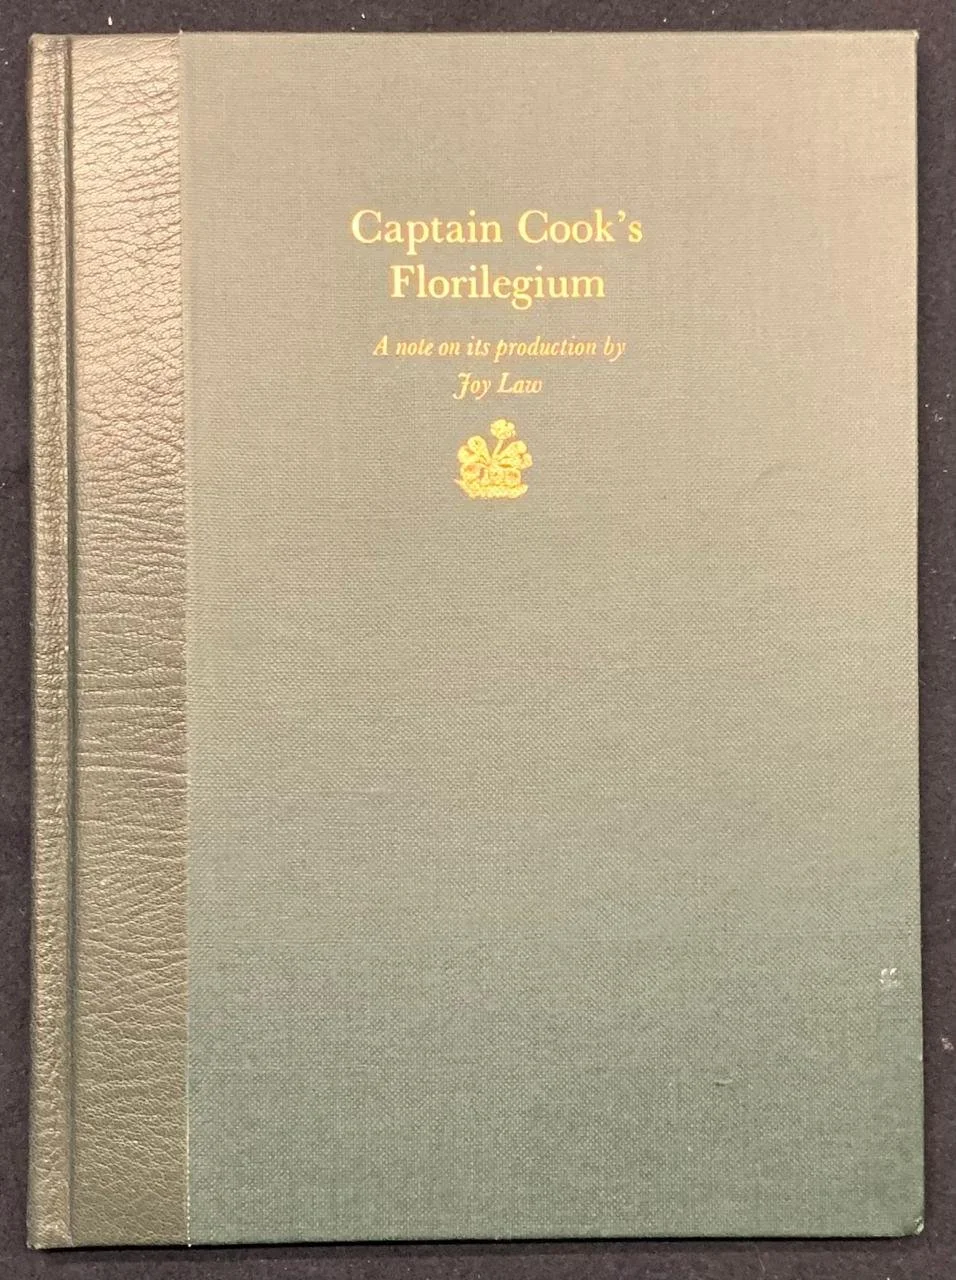 Captain Cook's
Florilegium
A note on its production by
Joy Law